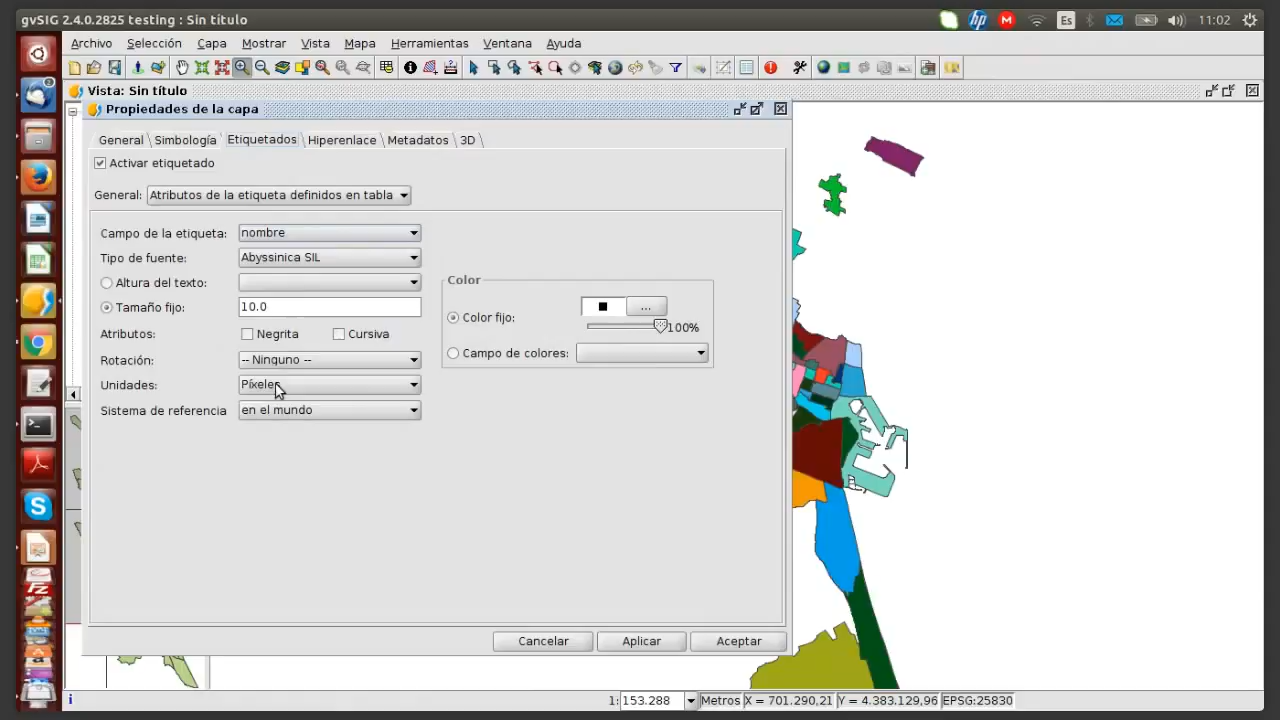 gvSIG 2.4.0.2825 testing : Sin título
Es
11:02
Archivo Selección Capa Mostrar Vista Mapa Herramientas Ventana Ayuda
Vista: Sin título
Propiedades de la capa
General Simbología Etiquetados Hiperenlace Metadatos 3D
Activar etiquetado
General: Atributos de la etiqueta definidos en tabla
Campo de la etiqueta: nombre
Tipo de fuente: Abyssinica SIL
Altura del texto:
Color
Tamaño fijo: 10.0
Color fijo: ...
100%
Atributos: Negrita Cursiva
Campo de colores:
Rotación: -- Ninguno --
Unidades: Píxeles
Sistema de referencia en el mundo
Cancelar Aplicar Aceptar
1: 153.288 Metros X = 701.290,21 Y = 4.383.129,96 EPSG:25830